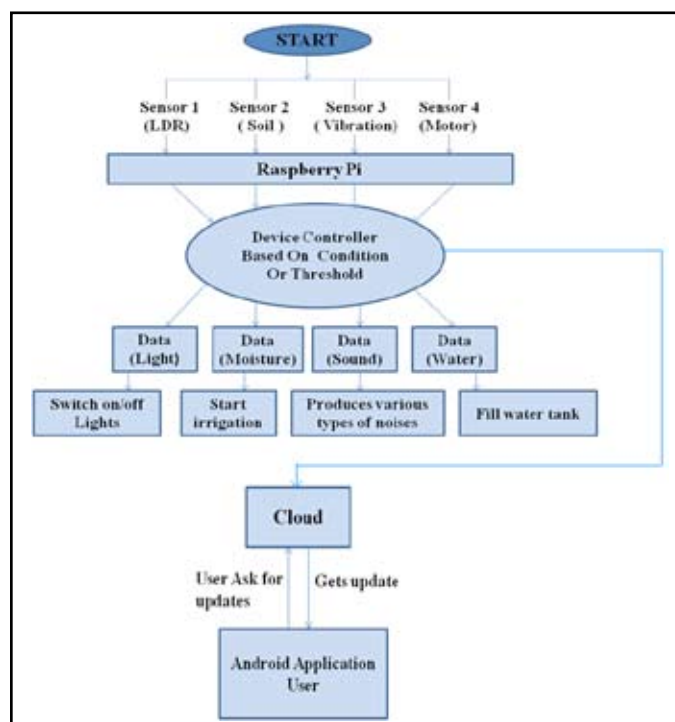 START
Sensor 1
(LDR)
Sensor 2
( Soil )
Sensor 3
( Vibration)
Sensor 4
(Motor)
Raspberry Pi
Device Controller
Based On Condition
Or Threshold
Data
(Light)
Data
(Moisture)
Data
(Sound)
Data
(Water)
Switch on/off
Lights
Start
irrigation
Produces various
types of noises
Fill water tank
Cloud
User Ask for
updates
Gets update
Android Application
User